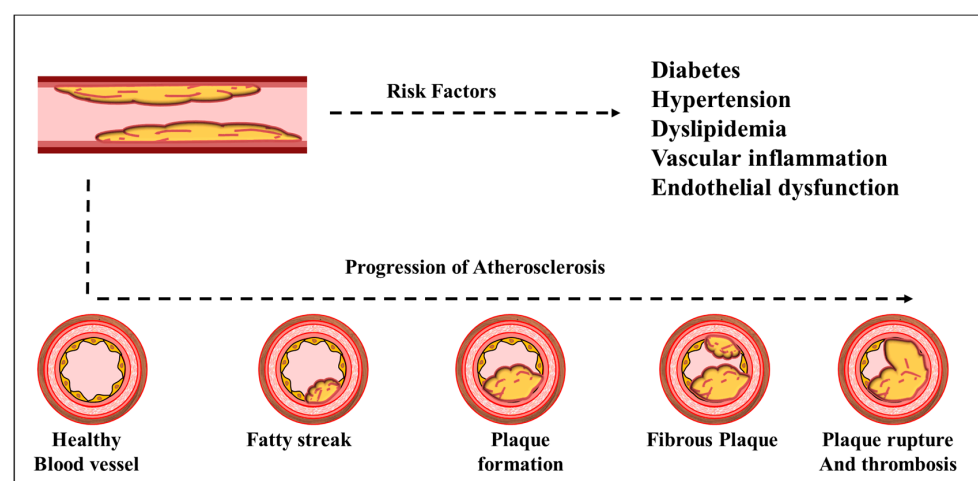 Risk Factors
Diabetes
Hypertension
Dyslipidemia
Vascular inflammation
Endothelial dysfunction
Progression of Atherosclerosis
Healthy
Blood vessel
Fatty streak
Plaque
formation
Fibrous Plaque
Plaque rupture
And thrombosis